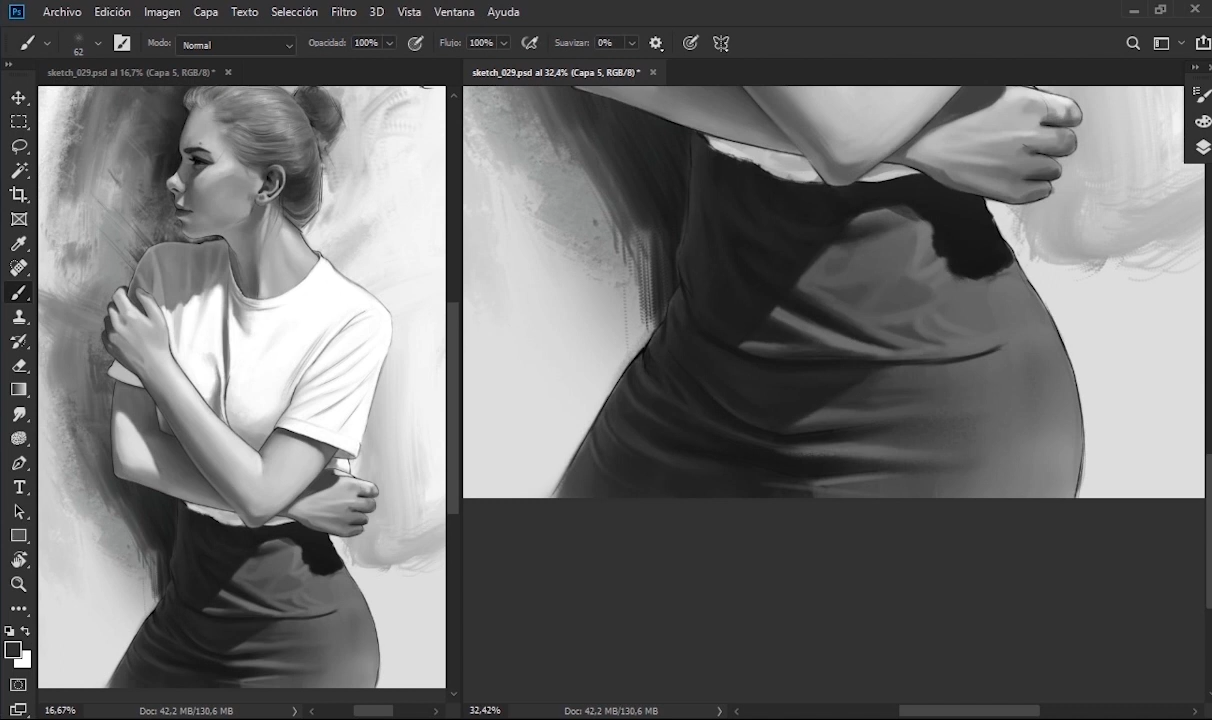 Ps Archivo Edición Imagen Capa Texto Selección Filtro 3D Vista Ventana Ayuda
62 Modo: Normal Opacidad: 100% Flujo: 100% Suavizar: 0%
sketch_029.psd al 16,7% (Capa 5, RGB/8) *
sketch_029.psd al 32,4% (Capa 5, RGB/8) *
16,67% Doc: 42,2 MB/130,6 MB
32,42% Doc: 42,2 MB/130,6 MB